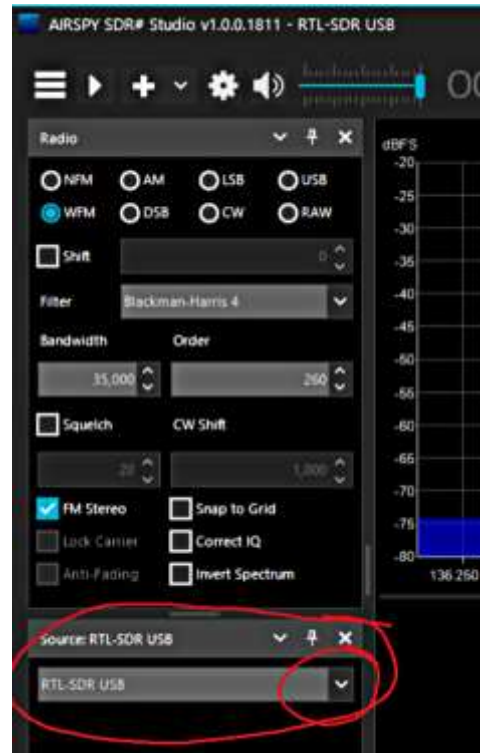 AIRSPY SDR# Studio v1.0.0.1811 - RTL-SDR USB
Radio
NFM AM LSB USB
WFM DSB CW RAW
Shift 0
Filter Blackman-Harris 4
Bandwidth Order
35,000 260
Squelch CW Shift
20 1,000
FM Stereo Snap to Grid
Lock Carrier Correct IQ
Anti-Fading Invert Spectrum
Source: RTL-SDR USB
RTL-SDR USB
dBFS
-20
-25
-30
-35
-40
-45
-50
-55
-60
-65
-70
-75
-80
136.250